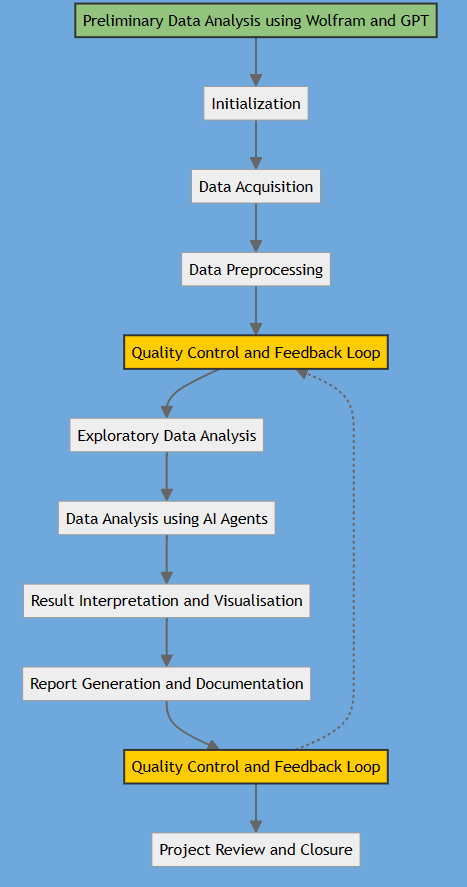 Preliminary Data Analysis using Wolfram and GPT
Initialization
Data Acquisition
Data Preprocessing
Quality Control and Feedback Loop
Exploratory Data Analysis
Data Analysis using AI Agents
Result Interpretation and Visualisation
Report Generation and Documentation
Quality Control and Feedback Loop
Project Review and Closure